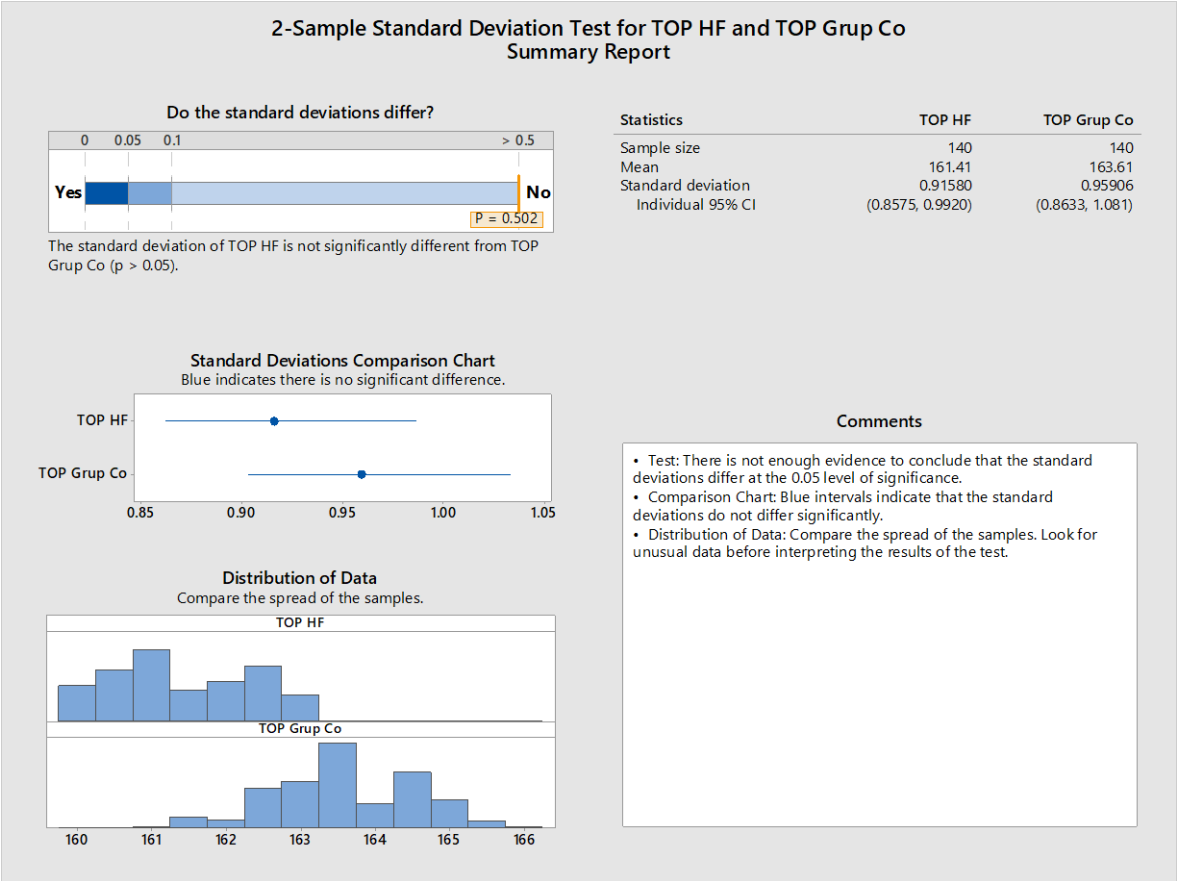 2-Sample Standard Deviation Test for TOP HF and TOP Grup Co
Summary Report
Do the standard deviations differ?
0 0.05 0.1 > 0.5
Yes No
P = 0.502
The standard deviation of TOP HF is not significantly different from TOP
Grup Co (p > 0.05).
Statistics TOP HF TOP Grup Co
Sample size 140 140
Mean 161.41 163.61
Standard deviation 0.91580 0.95906
Individual 95% CI (0.8575, 0.9920) (0.8633, 1.081)
Standard Deviations Comparison Chart
Blue indicates there is no significant difference.
TOP HF
TOP Grup Co
0.85 0.90 0.95 1.00 1.05
Distribution of Data
Compare the spread of the samples.
TOP HF
TOP Grup Co
160 161 162 163 164 165 166
Comments
• Test: There is not enough evidence to conclude that the standard
deviations differ at the 0.05 level of significance.
• Comparison Chart: Blue intervals indicate that the standard
deviations do not differ significantly.
• Distribution of Data: Compare the spread of the samples. Look for
unusual data before interpreting the results of the test.